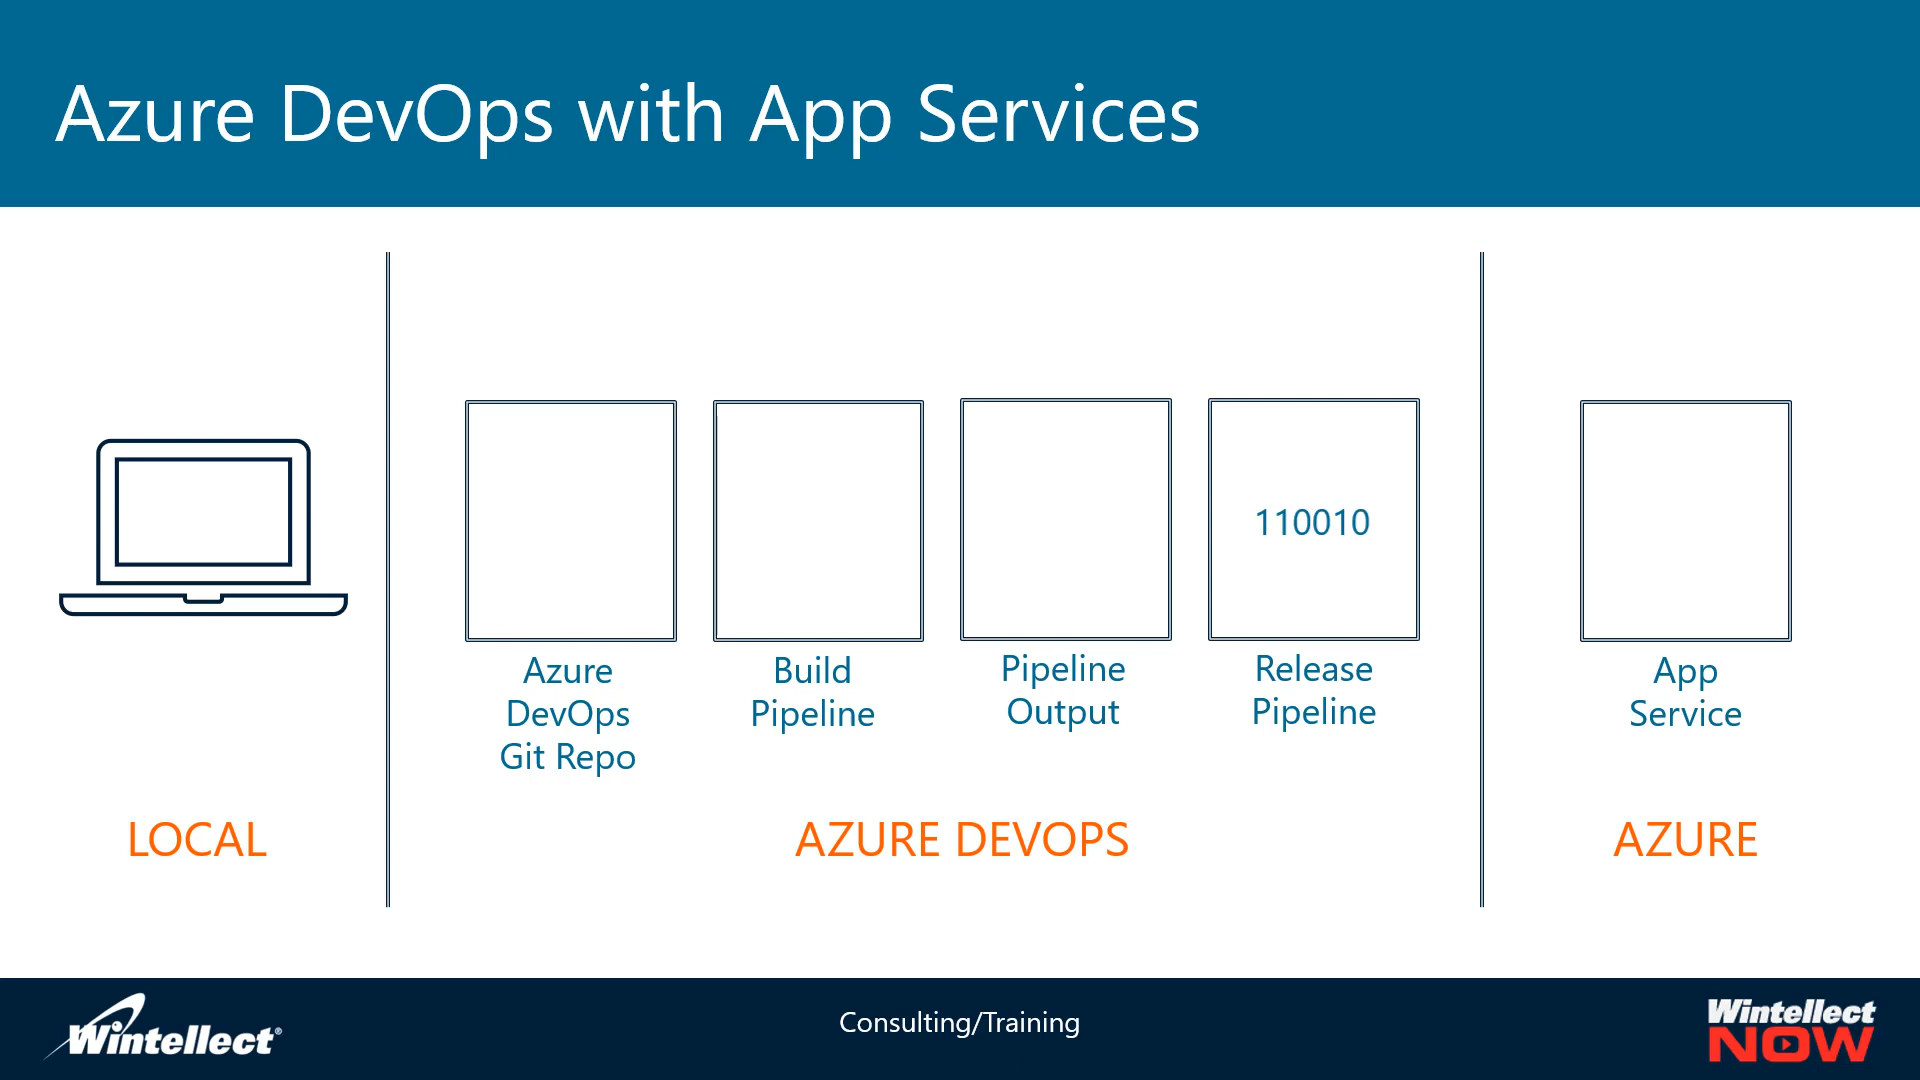 Azure DevOps with App Services
110010
Azure
DevOps
Git Repo
Build
Pipeline
Pipeline
Output
Release
Pipeline
App
Service
LOCAL
AZURE DEVOPS
AZURE
Wintellect®
Consulting/Training
Wintellect
NOW